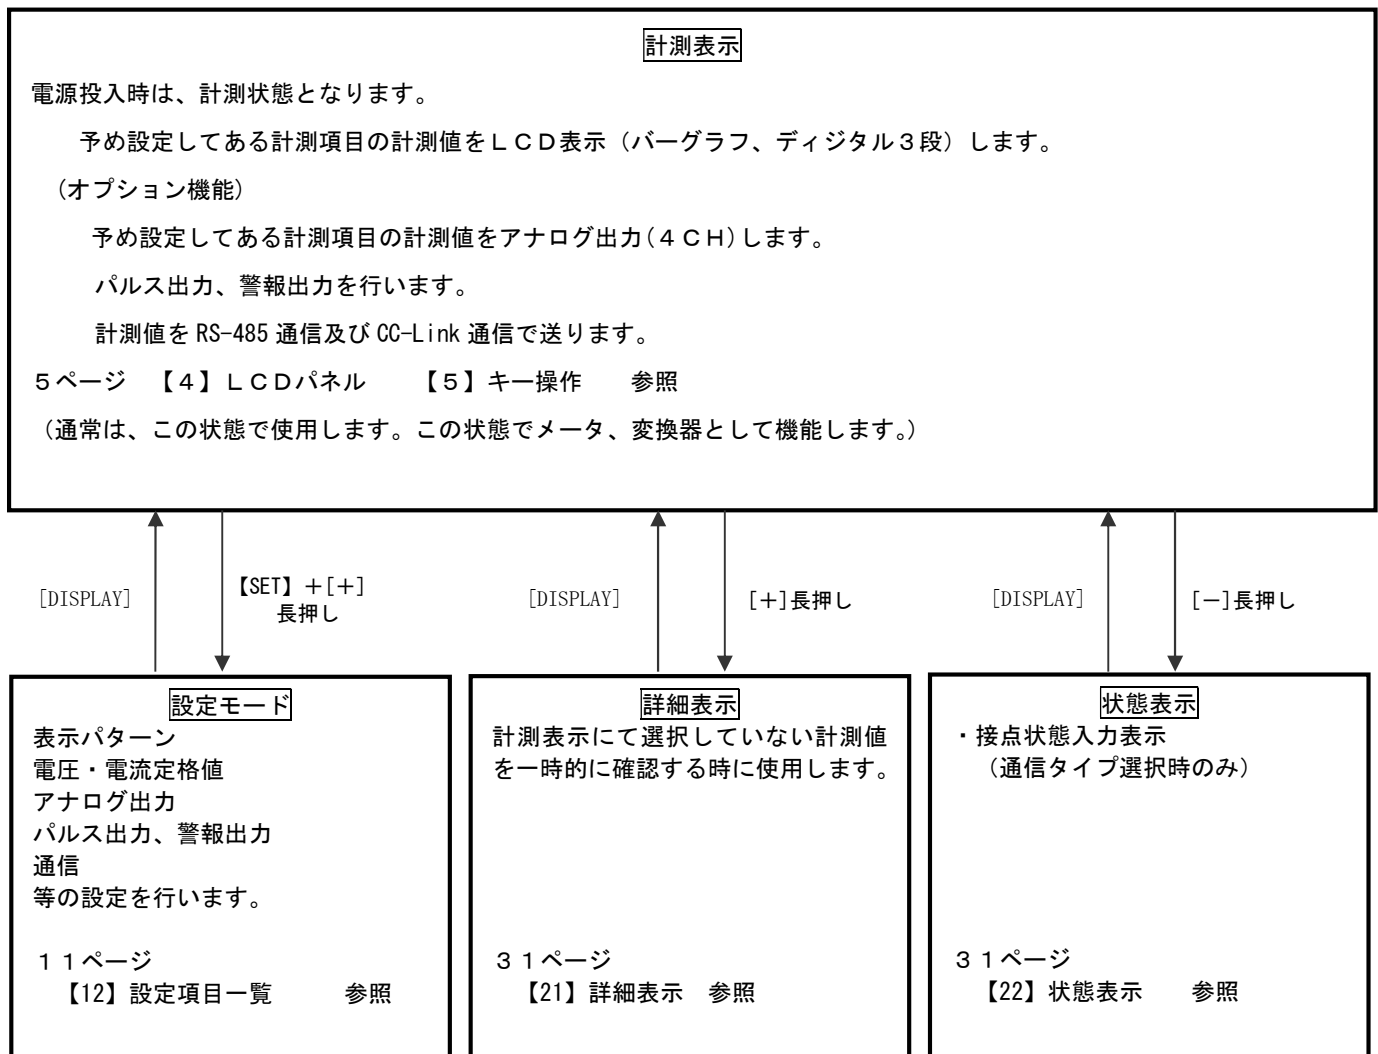 計測表示
電源投入時は、計測状態となります。
予め設定してある計測項目の計測値をＬＣＤ表示（バーグラフ、ディジタル３段）します。
(オプション機能)
予め設定してある計測項目の計測値をアナログ出力(４ＣＨ)します。
パルス出力、警報出力を行います。
計測値を RS-485 通信及び CC-Link 通信で送ります。
５ページ　【４】ＬＣＤパネル　　【５】キー操作　　参照
（通常は、この状態で使用します。この状態でメータ、変換器として機能します。）
[DISPLAY]
【SET】＋[＋]
長押し
[DISPLAY]
[＋]長押し
[DISPLAY]
[－]長押し
設定モード
表示パターン
電圧・電流定格値
アナログ出力
パルス出力、警報出力
通信
等の設定を行います。
１１ページ
【12】設定項目一覧　　　参照
詳細表示
計測表示にて選択していない計測値
を一時的に確認する時に使用します。
３１ページ
【21】詳細表示　参照
状態表示
・接点状態入力表示
（通信タイプ選択時のみ）
３１ページ
【22】状態表示　　参照